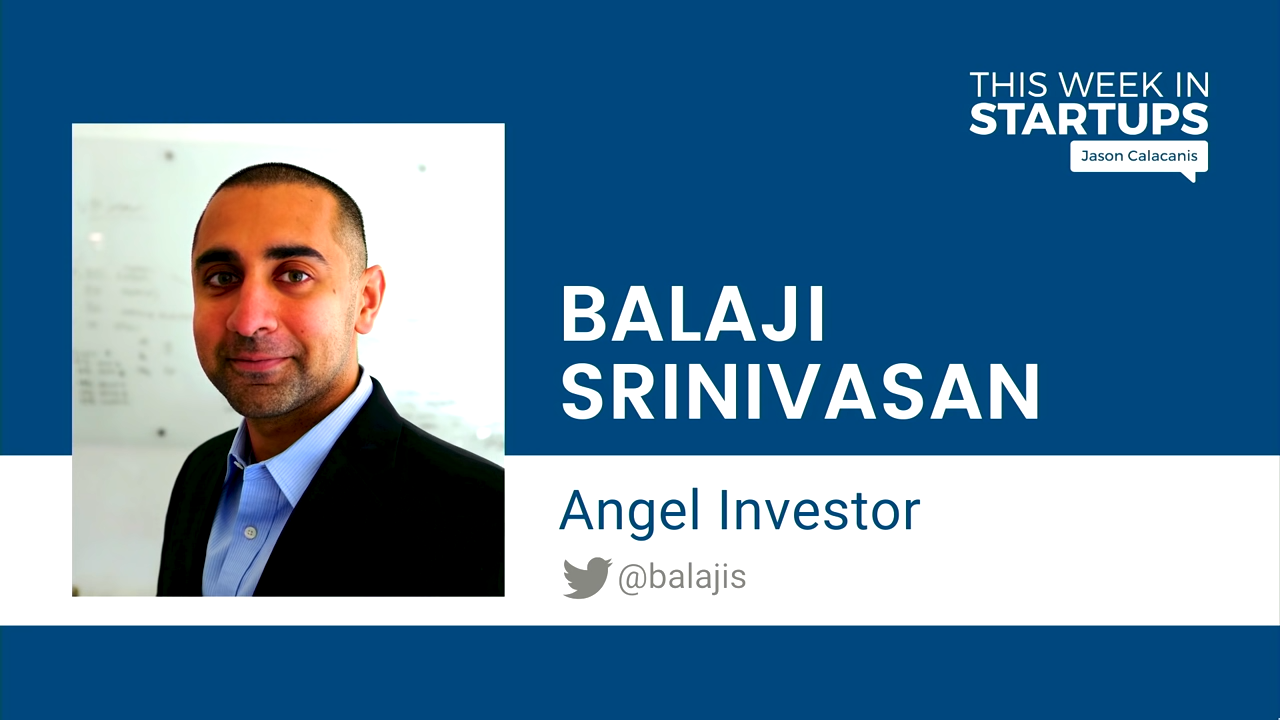 THIS WEEK IN
STARTUPS
Jason Calacanis
BALAJI
SRINIVASAN
Angel Investor
@balajis